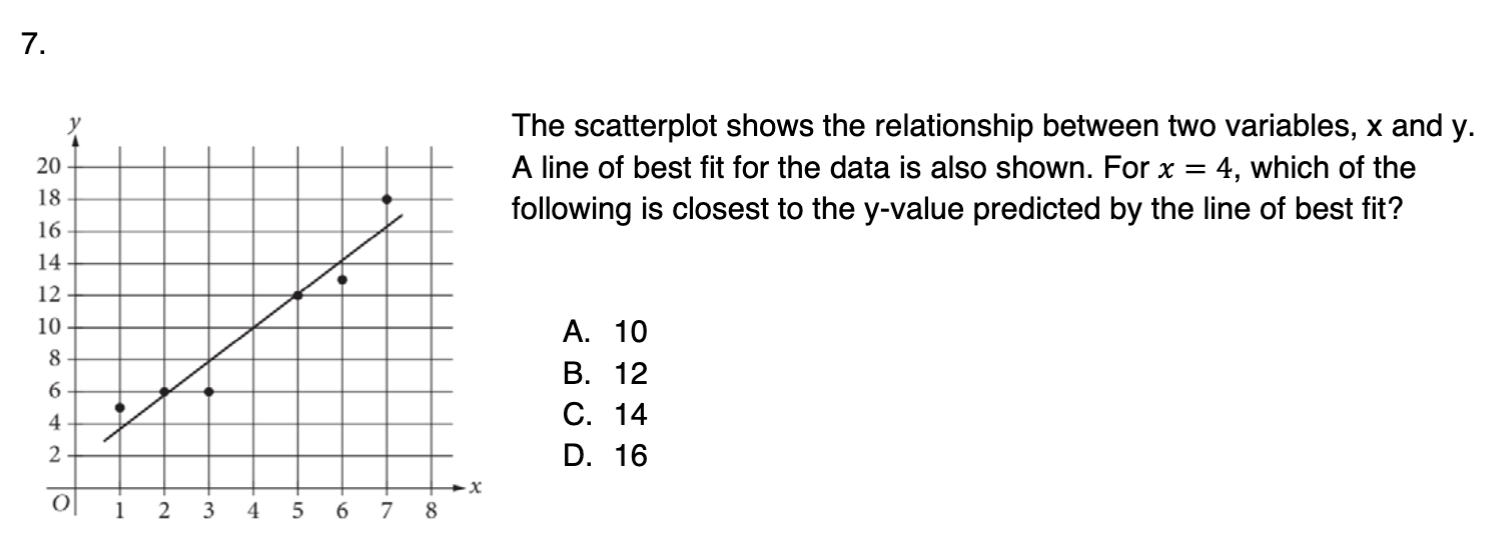 7.
y
20
18
16
14
12
10
8
6
4
2
O
1 2 3 4 5 6 7 8
x
The scatterplot shows the relationship between two variables, x and y.
A line of best fit for the data is also shown. For x = 4, which of the
following is closest to the y-value predicted by the line of best fit?
A. 10
B. 12
C. 14
D. 16